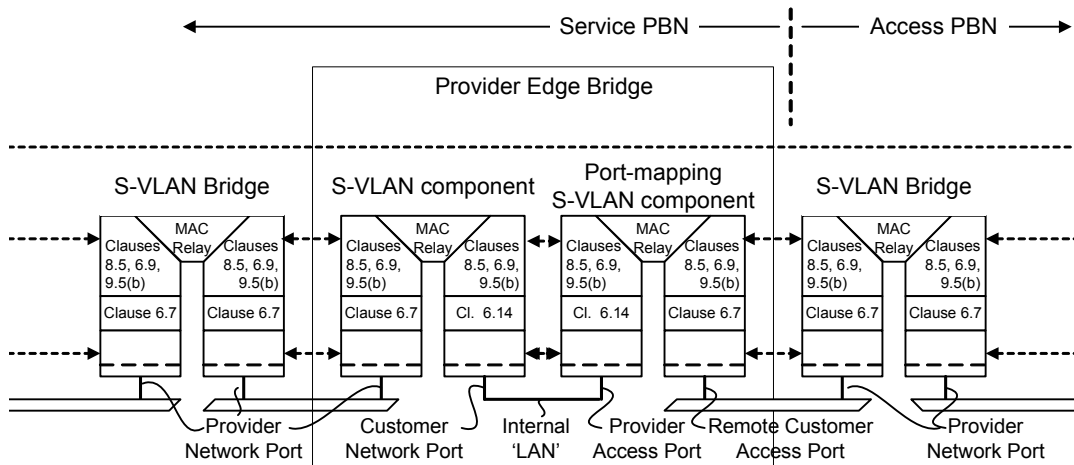 Service PBN
Access PBN
Provider Edge Bridge
S-VLAN Bridge
S-VLAN component
Port-mapping
S-VLAN component
S-VLAN Bridge
MAC
Relay
Clauses
8.5, 6.9,
9.5(b)
Clauses
8.5, 6.9,
9.5(b)
Clause 6.7
Clause 6.7
MAC
Relay
Clauses
8.5, 6.9,
9.5(b)
Clauses
8.5, 6.9,
9.5(b)
Clause 6.7
Cl. 6.14
MAC
Relay
Clauses
8.5, 6.9,
9.5(b)
Clauses
8.5, 6.9,
9.5(b)
Cl. 6.14
Clause 6.7
MAC
Relay
Clauses
8.5, 6.9,
9.5(b)
Clauses
8.5, 6.9,
9.5(b)
Clause 6.7
Clause 6.7
Provider
Network Port
Customer
Network Port
Internal
'LAN'
Provider
Access Port
Remote Customer
Access Port
Provider
Network Port